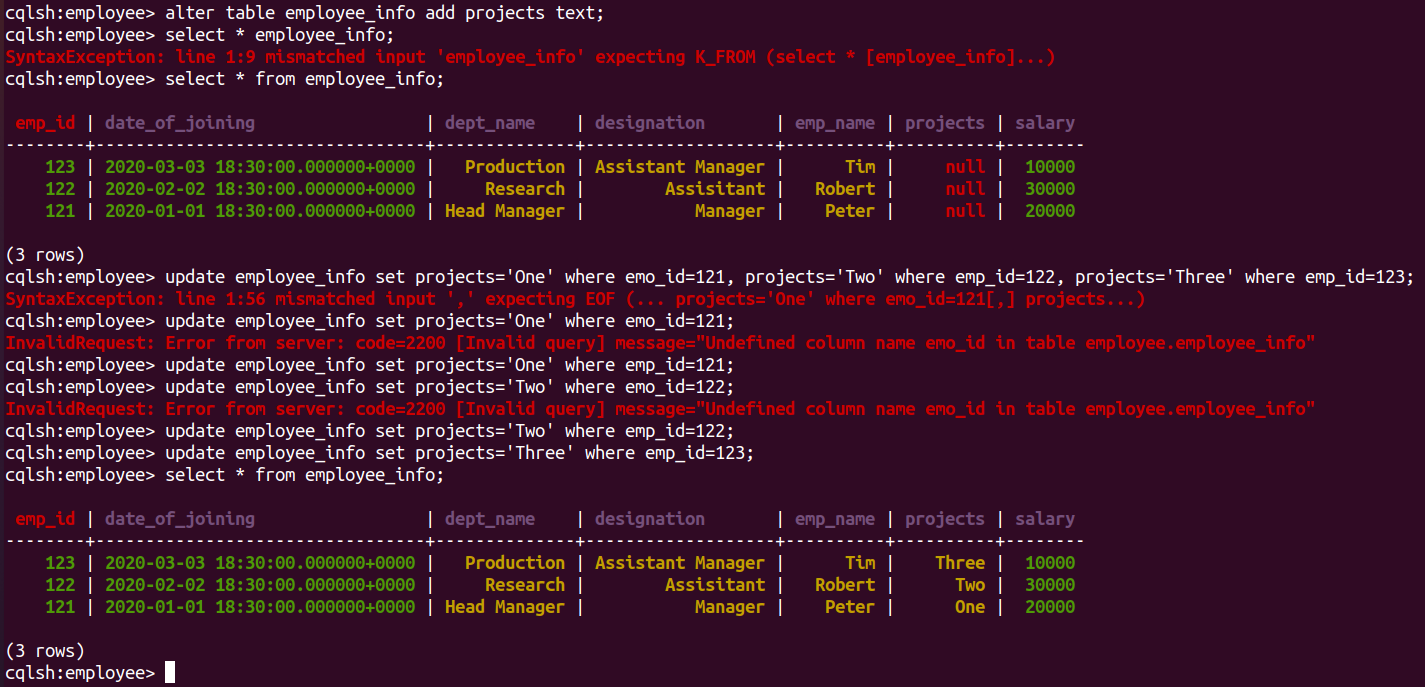 cqlsh:employee> alter table employee_info add projects text;
cqlsh:employee> select * employee_info;
SyntaxException: line 1:9 mismatched input 'employee_info' expecting K_FROM (select * [employee_info]...)
cqlsh:employee> select * from employee_info;
 emp_id | date_of_joining                 | dept_name    | designation       | emp_name | projects | salary
--------+---------------------------------+--------------+-------------------+----------+----------+--------
    123 | 2020-03-03 18:30:00.000000+0000 |   Production | Assistant Manager |      Tim |     null |  10000
    122 | 2020-02-02 18:30:00.000000+0000 |     Research |        Assisitant |   Robert |     null |  30000
    121 | 2020-01-01 18:30:00.000000+0000 | Head Manager |           Manager |    Peter |     null |  20000
(3 rows)
cqlsh:employee> update employee_info set projects='One' where emo_id=121, projects='Two' where emp_id=122, projects='Three' where emp_id=123;
SyntaxException: line 1:56 mismatched input ',' expecting EOF (... projects='One' where emo_id=121[,] projects...)
cqlsh:employee> update employee_info set projects='One' where emo_id=121;
InvalidRequest: Error from server: code=2200 [Invalid query] message="Undefined column name emo_id in table employee.employee_info"
cqlsh:employee> update employee_info set projects='One' where emp_id=121;
cqlsh:employee> update employee_info set projects='Two' where emo_id=122;
InvalidRequest: Error from server: code=2200 [Invalid query] message="Undefined column name emo_id in table employee.employee_info"
cqlsh:employee> update employee_info set projects='Two' where emp_id=122;
cqlsh:employee> update employee_info set projects='Three' where emp_id=123;
cqlsh:employee> select * from employee_info;
 emp_id | date_of_joining                 | dept_name    | designation       | emp_name | projects | salary
--------+---------------------------------+--------------+-------------------+----------+----------+--------
    123 | 2020-03-03 18:30:00.000000+0000 |   Production | Assistant Manager |      Tim |    Three |  10000
    122 | 2020-02-02 18:30:00.000000+0000 |     Research |        Assisitant |   Robert |      Two |  30000
    121 | 2020-01-01 18:30:00.000000+0000 | Head Manager |           Manager |    Peter |      One |  20000
(3 rows)
cqlsh:employee>